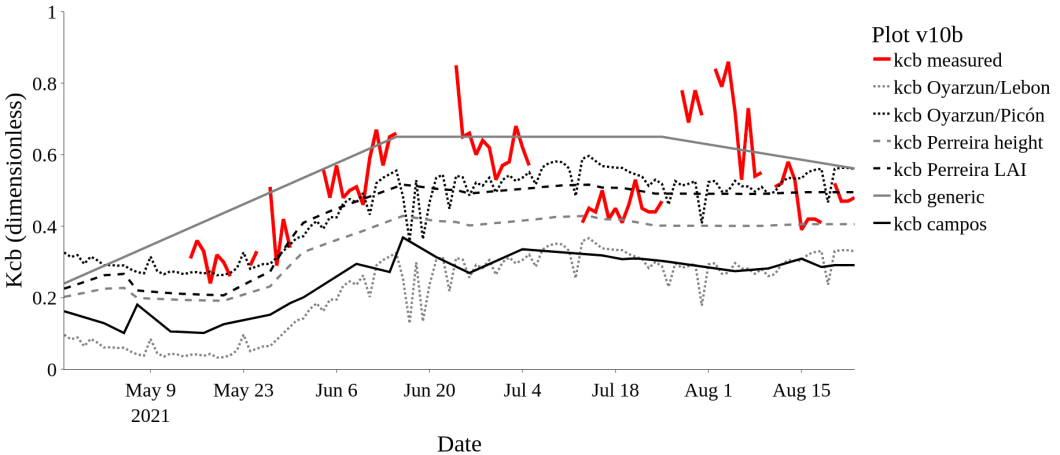 Plot v10b
kcb measured
kcb Oyarzun/Lebon
kcb Oyarzun/Picón
kcb Perreira height
kcb Perreira LAI
kcb generic
kcb campos
Kcb (dimensionless)
1
0.8
0.6
0.4
0.2
0
May 9
2021
May 23
Jun 6
Jun 20
Jul 4
Jul 18
Aug 1
Aug 15
Date